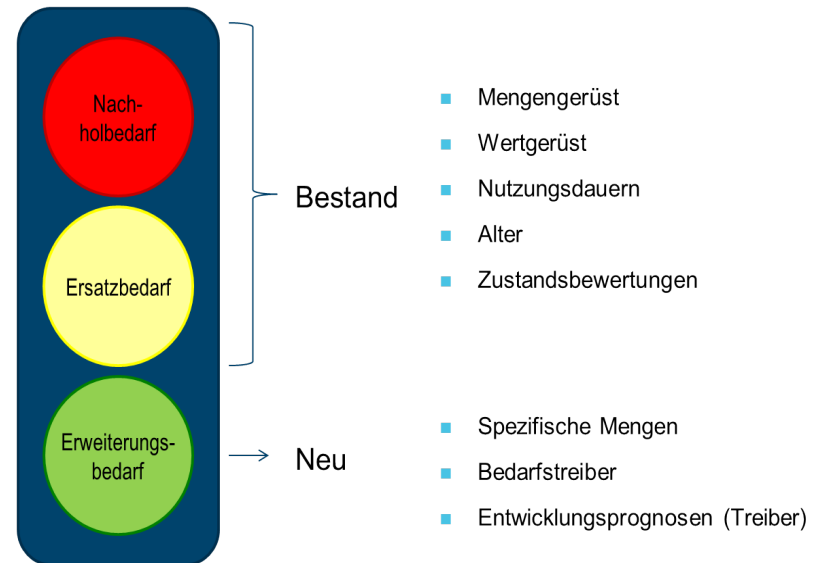 Nach-
holbedarf
Ersatzbedarf
Bestand
Mengengerüst
Wertgerüst
Nutzungsdauern
Alter
Zustandsbewertungen
Erweiterungs-
bedarf
Neu
Spezifische Mengen
Bedarfstreiber
Entwicklungsprognosen (Treiber)